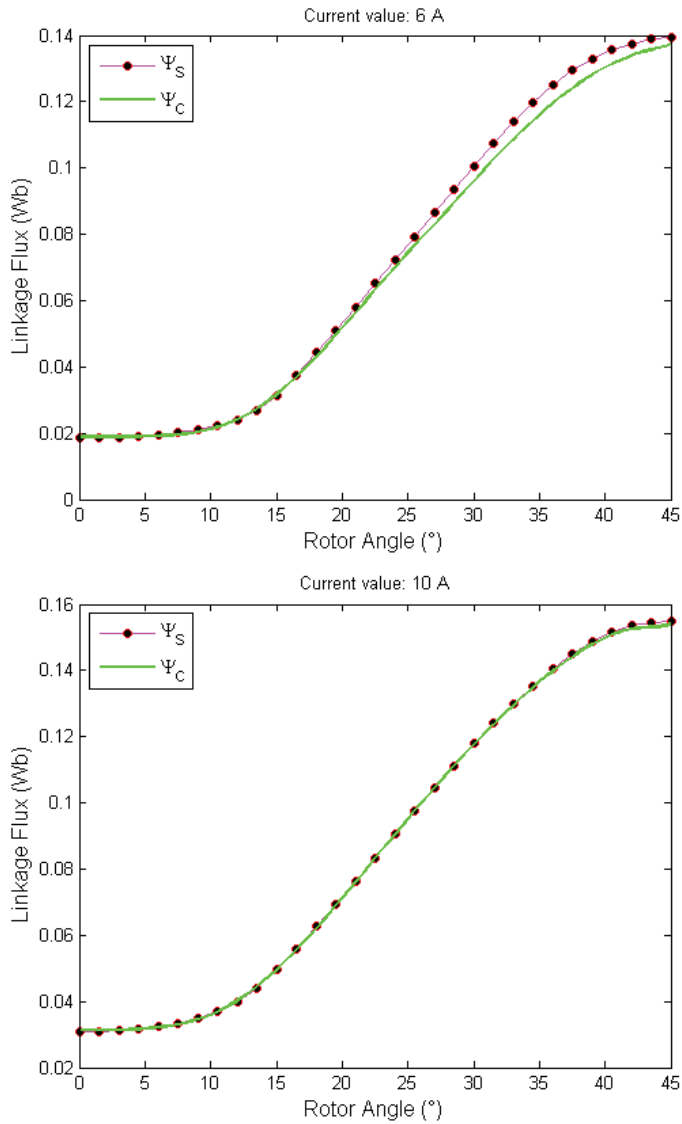 Current value: 6 A
0.14
0.12
0.1
0.08
0.06
0.04
0.02
0
Linkage Flux (Wb)
Ψ_S
Ψ_C
0 5 10 15 20 25 30 35 40 45
Rotor Angle (°)
Current value: 10 A
0.16
0.14
0.12
0.1
0.08
0.06
0.04
0.02
Linkage Flux (Wb)
Ψ_S
Ψ_C
0 5 10 15 20 25 30 35 40 45
Rotor Angle (°)